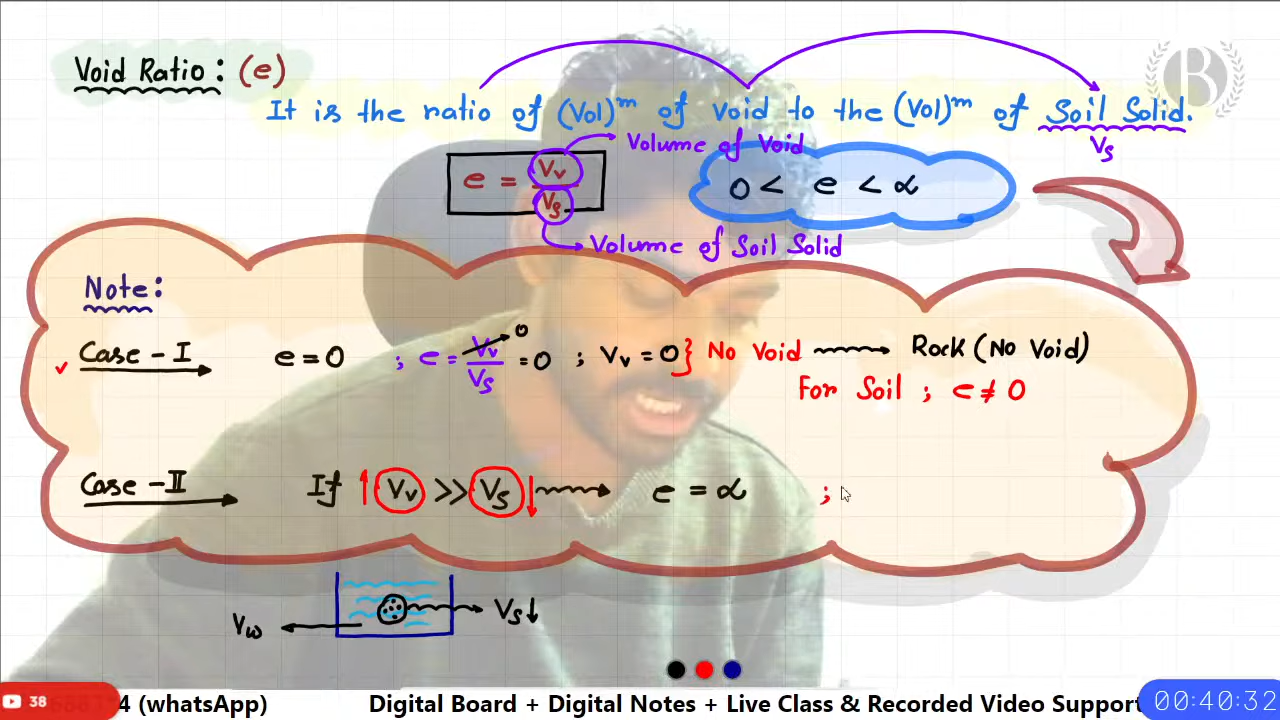 Void Ratio: (e)
It is the ratio of (Vol)ᵐ of void to the (Vol)ᵐ of Soil Solid.
Vs
Volume of Void
e = Vv/Vs
0 < e < α
Volume of Soil Solid
Note:
✓ Case - I → e = 0 ; e = Vv/Vs = 0 ; Vv = 0} No Void → Rock (No Void)
0
For Soil ; e ≠ 0
Case - II → If ↑ Vv >> Vs ↓ → e = α ;
Vw ← → Vs↓
4 (whatsApp) Digital Board + Digital Notes + Live Class & Recorded Video Support
38
00:40:32
B